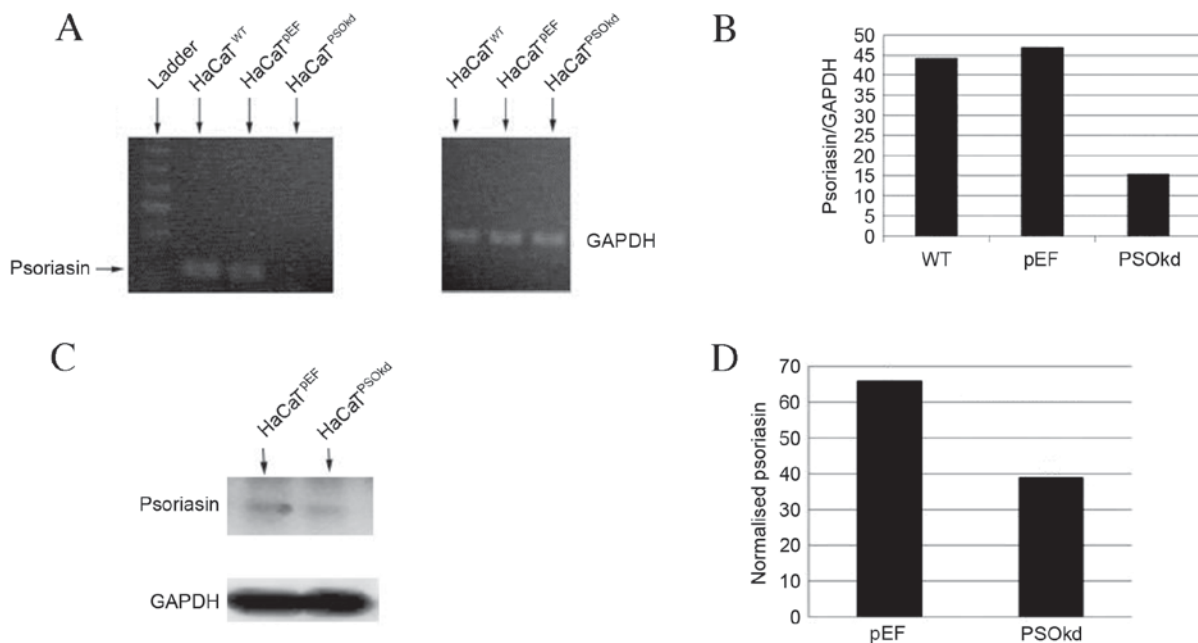 A
Ladder
HaCaT^WT
HaCaT^pEF
HaCaT^PSOkd
HaCaT^WT
HaCaT^pEF
HaCaT^PSOkd
Psoriasin
GAPDH
B
Psoriasin/GAPDH
50
45
40
35
30
25
20
15
10
5
0
WT pEF PSOkd
C
HaCaT^pEF
HaCaT^PSOkd
Psoriasin
GAPDH
D
Normalised psoriasin
70
60
50
40
30
20
10
0
pEF PSOkd